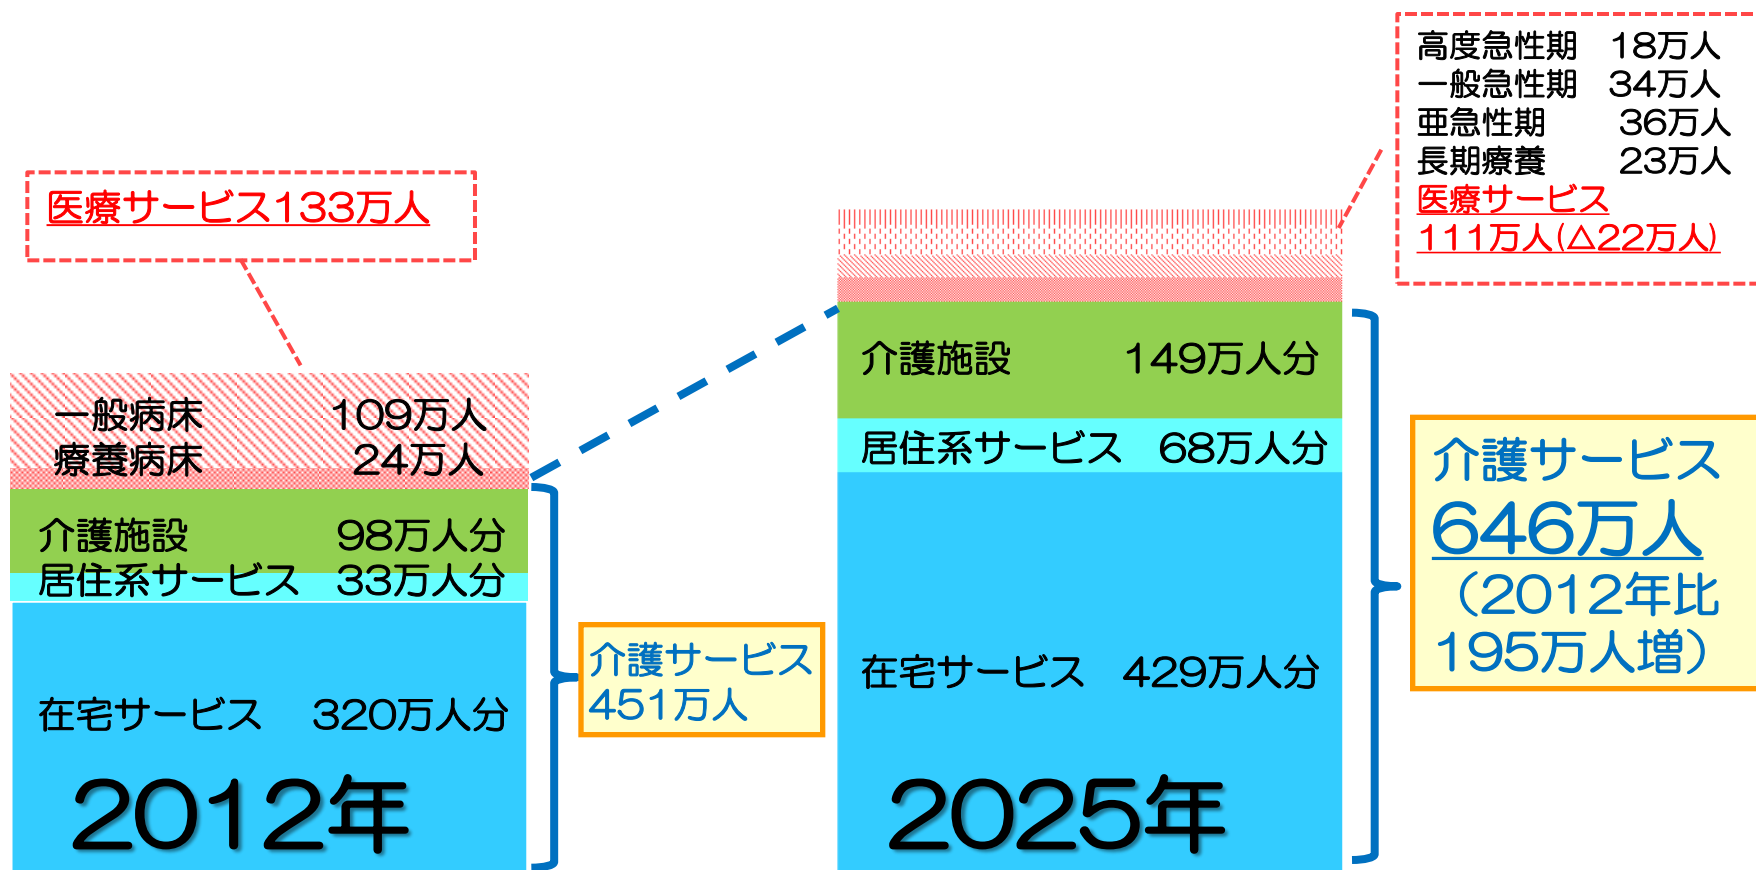 医療サービス133万人
一般病床　109万人
療養病床　24万人
介護施設　98万人分
居住系サービス　33万人分
在宅サービス　320万人分
2012年
介護サービス
451万人
高度急性期　18万人
一般急性期　34万人
亜急性期　36万人
長期療養　23万人
医療サービス
111万人(△22万人)
介護施設　149万人分
居住系サービス　68万人分
在宅サービス　429万人分
2025年
介護サービス
646万人
（2012年比
195万人増）